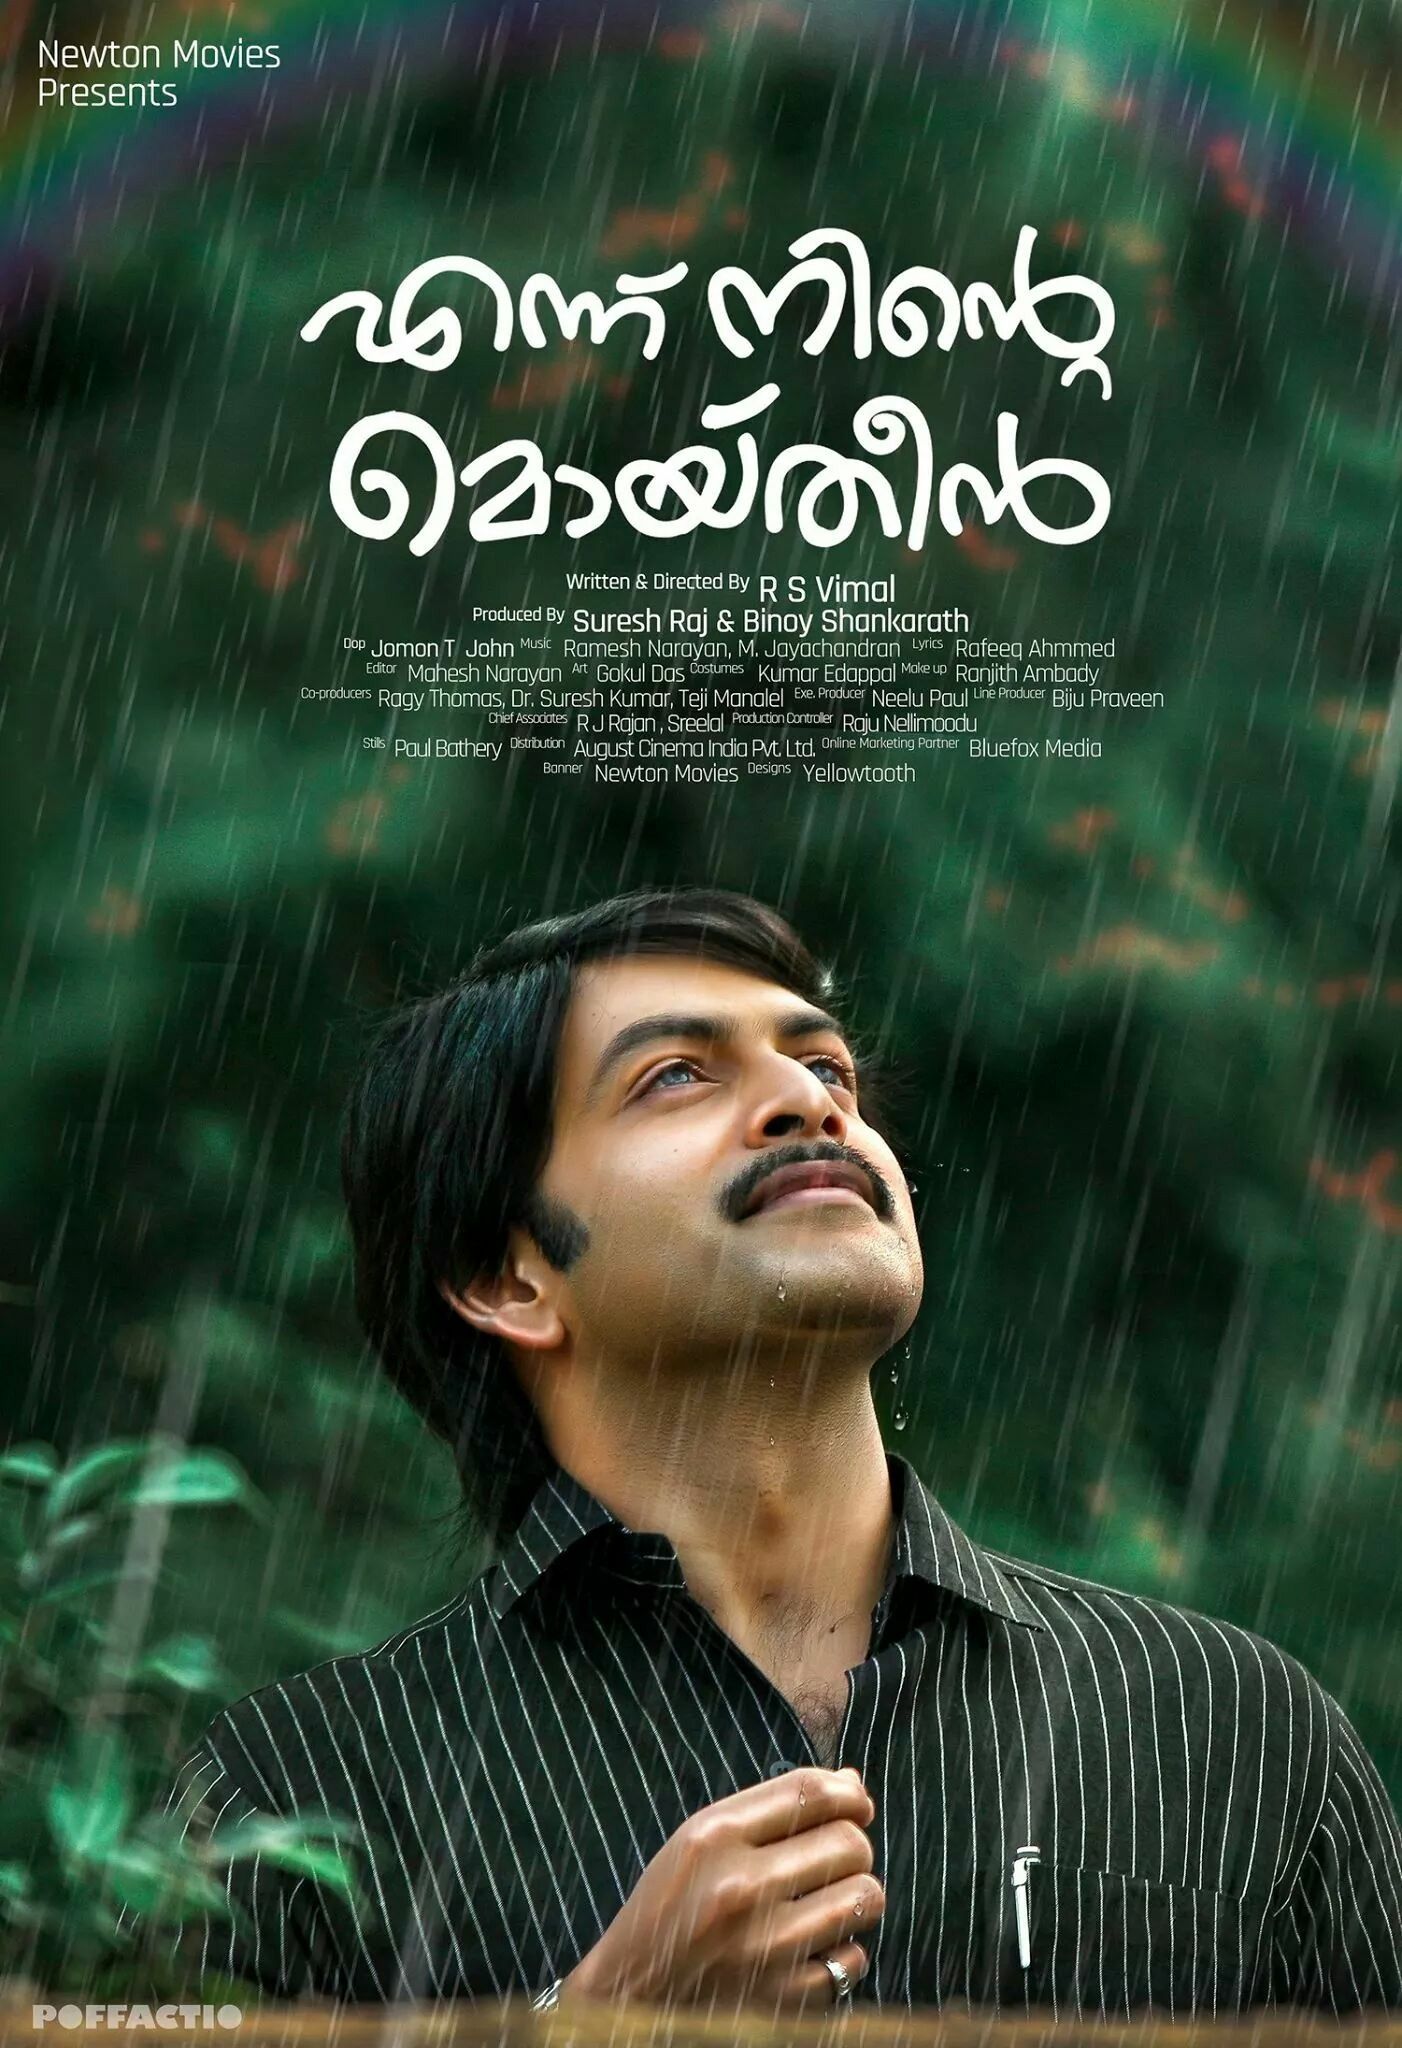 Newton Movies
Presents
എന്ന് നിന്റെ
മൊയ്തീൻ
Written & Directed By R S Vimal
Produced By Suresh Raj & Binoy Shankarath
Dop Jomon T John Music Ramesh Narayan, M. Jayachandran Lyrics Rafeeq Ahmmed
Editor Mahesh Narayan Art Gokul Das Costumes Kumar Edappal Make up Ranjith Ambady
Co-producers Ragy Thomas, Dr. Suresh Kumar, Teji Manalel Exe. Producer Neelu Paul Line Producer Biju Praveen
Chief Associates R J Rajan, Sreelal Production Controller Raju Nellimoodu
Stills Paul Bathery Distribution August Cinema India Pvt. Ltd. Online Marketing Partner Bluefox Media
Banner Newton Movies Designs Yellowtooth
POFFACTIO